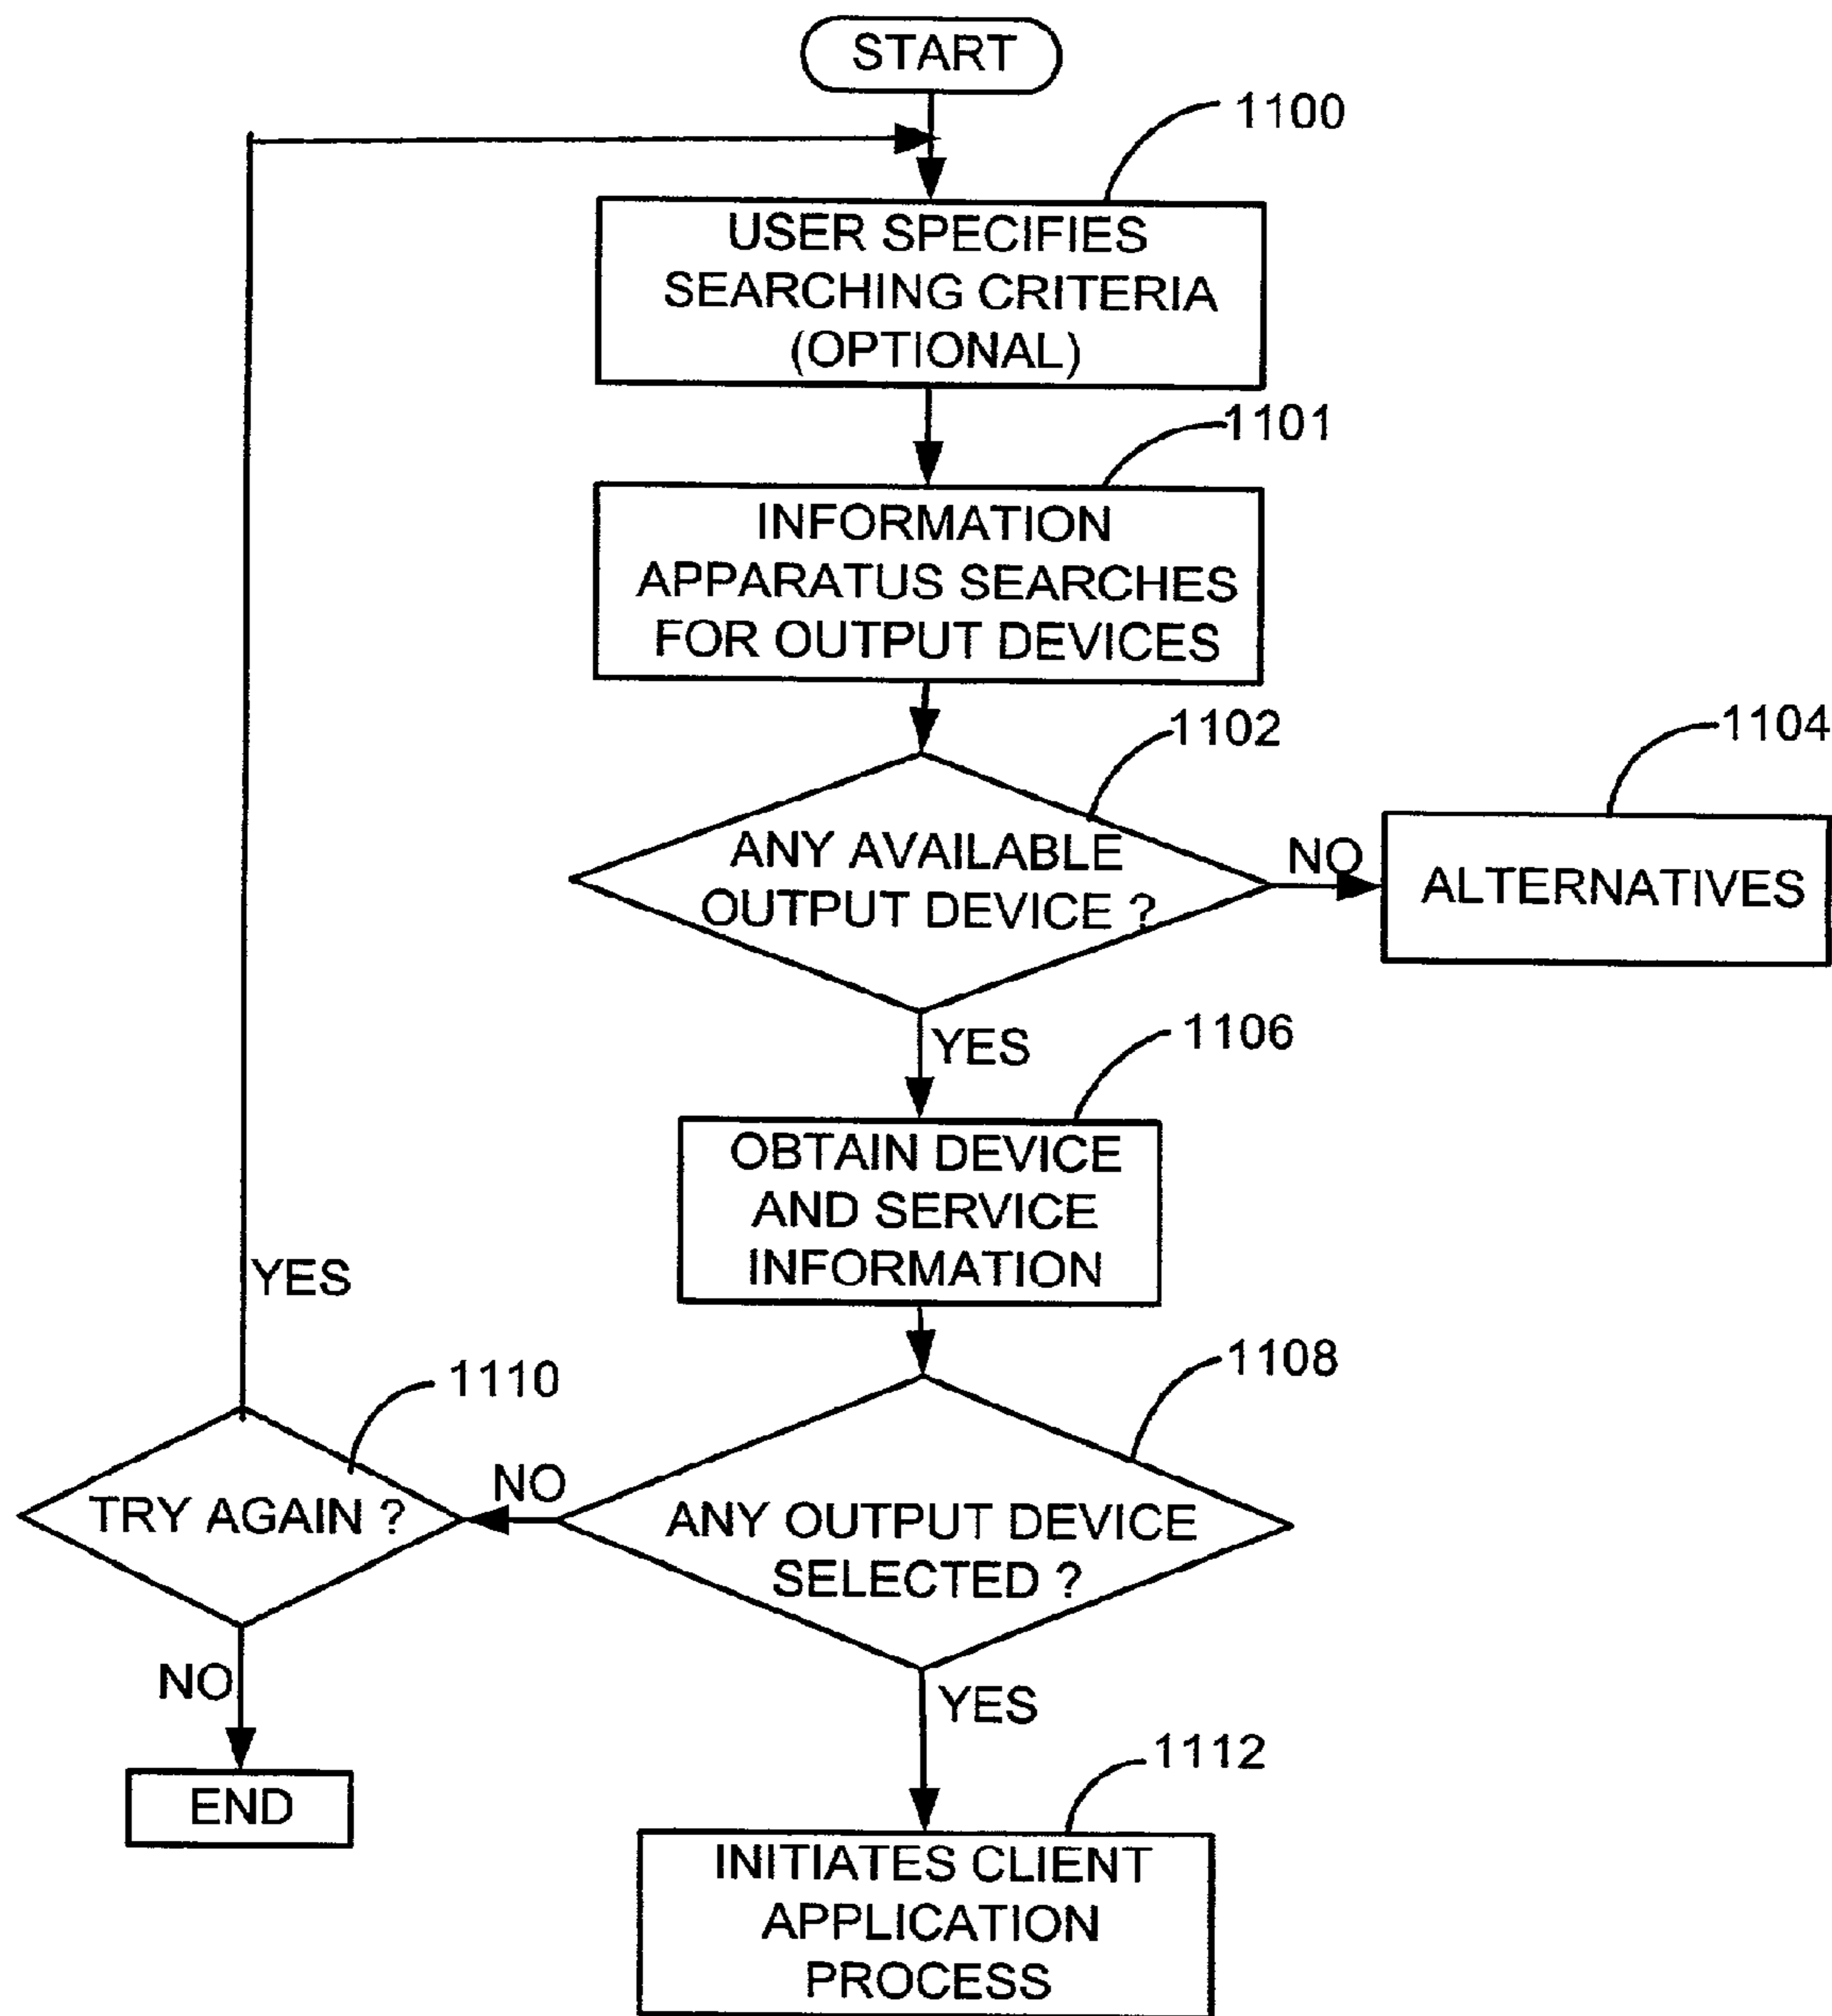 START
1100
USER SPECIFIES
SEARCHING CRITERIA
(OPTIONAL)
1101
INFORMATION
APPARATUS SEARCHES
FOR OUTPUT DEVICES
1102
1104
ANY AVAILABLE
OUTPUT DEVICE ?
NO
ALTERNATIVES
YES
1106
OBTAIN DEVICE
AND SERVICE
INFORMATION
YES
1108
1110
ANY OUTPUT DEVICE
SELECTED ?
NO
TRY AGAIN ?
NO
END
YES
1112
INITIATES CLIENT
APPLICATION
PROCESS